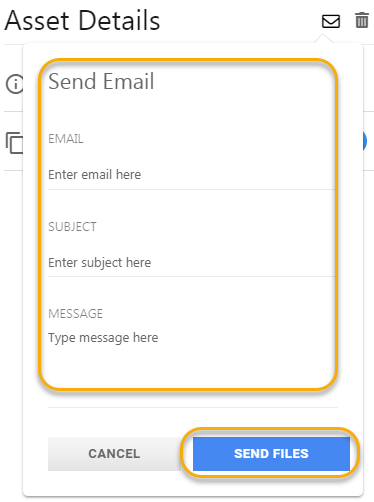 Asset Details
Send Email
EMAIL
Enter email here
SUBJECT
Enter subject here
MESSAGE
Type message here
CANCEL
SEND FILES